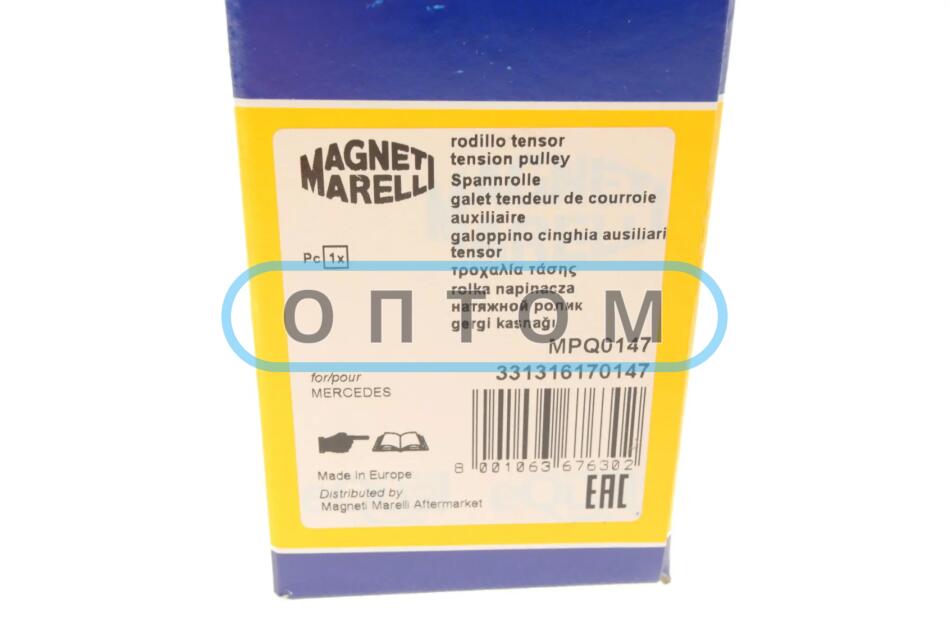 MAGNETI
MARELLI
rodillo tensor
tension pulley
Spannrolle
galet tendeur de courroie
auxiliaire
galoppino cinghia ausiliari
tensor
τροχαλία τάσης
rolka napinacza
натяжной ролик
gergi kasnağı
Pc 1x
ОПТОМ
MPQ0147
331316170147
for/pour
MERCEDES
8 001063 676302
Made in Europe
Distributed by
Magneti Marelli Aftermarket
EAC